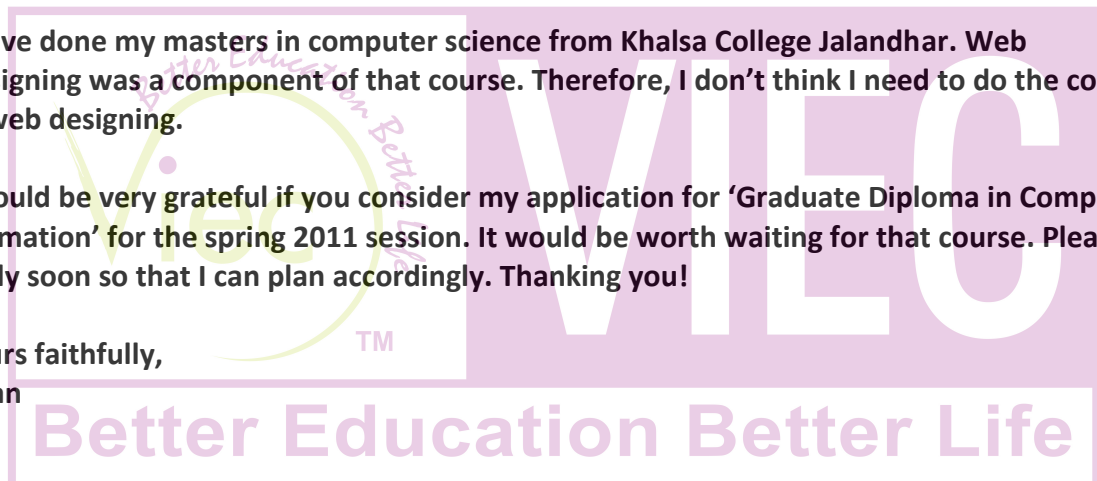 ve done my masters in computer science from Khalsa College Jalandhar. Web
igning was a component of that course. Therefore, I don't think I need to do the co
web designing.
ould be very grateful if you consider my application for 'Graduate Diploma in Comp
mation' for the spring 2011 session. It would be worth waiting for that course. Plea
ly soon so that I can plan accordingly. Thanking you!
rs faithfully,
n
Better Education Better Life
Viec
TM
VIEC
Better Education Better Life